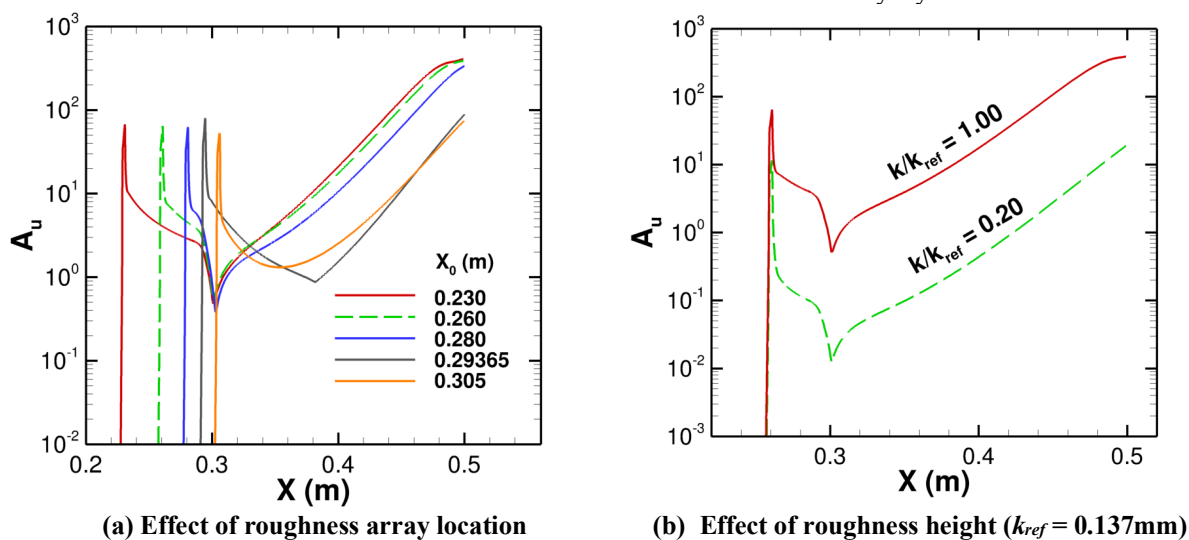 10³
10²
10¹
10⁰
10⁻¹
10⁻²
A_u
0.2 0.3 0.4 0.5
X (m)
X₀ (m)
0.230
0.260
0.280
0.29365
0.305
(a) Effect of roughness array location
10³
10²
10¹
10⁰
10⁻¹
10⁻²
10⁻³
A_u
k/k_ref = 1.00
k/k_ref = 0.20
0.3 0.4 0.5
X (m)
(b) Effect of roughness height (k_ref = 0.137mm)